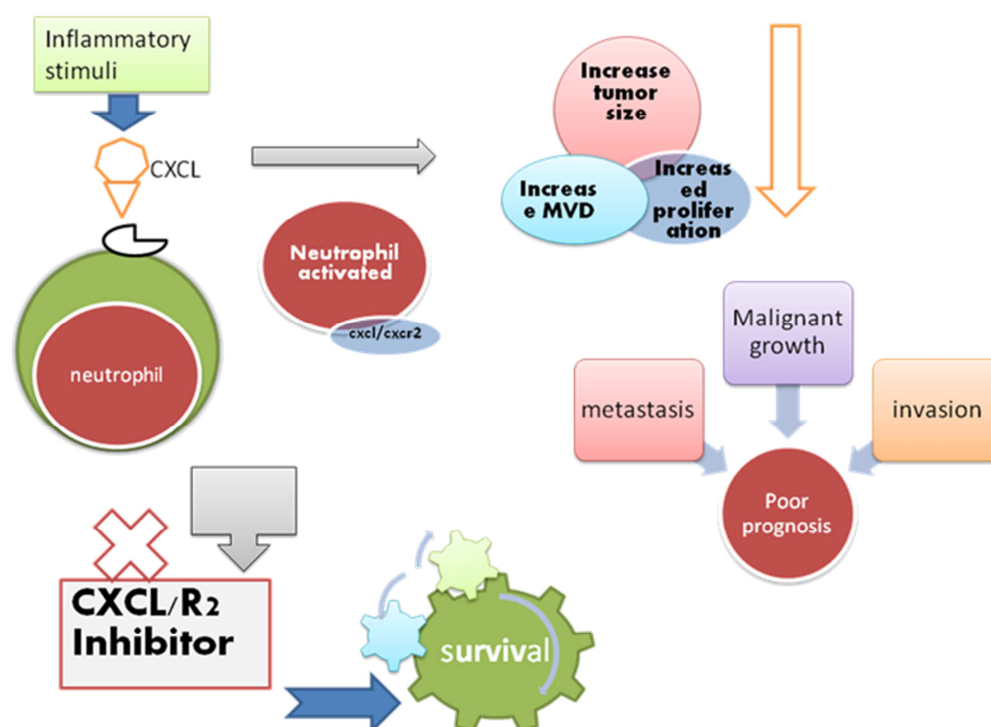 Inflammatory
stimuli
CXCL
neutrophil
Neutrophil
activated
cxcl/cxcr2
Increase
tumor
size
Increas
e MVD
Increas
ed
prolifer
ation
Malignant
growth
metastasis
invasion
Poor
prognosis
CXCL/R2
Inhibitor
survival